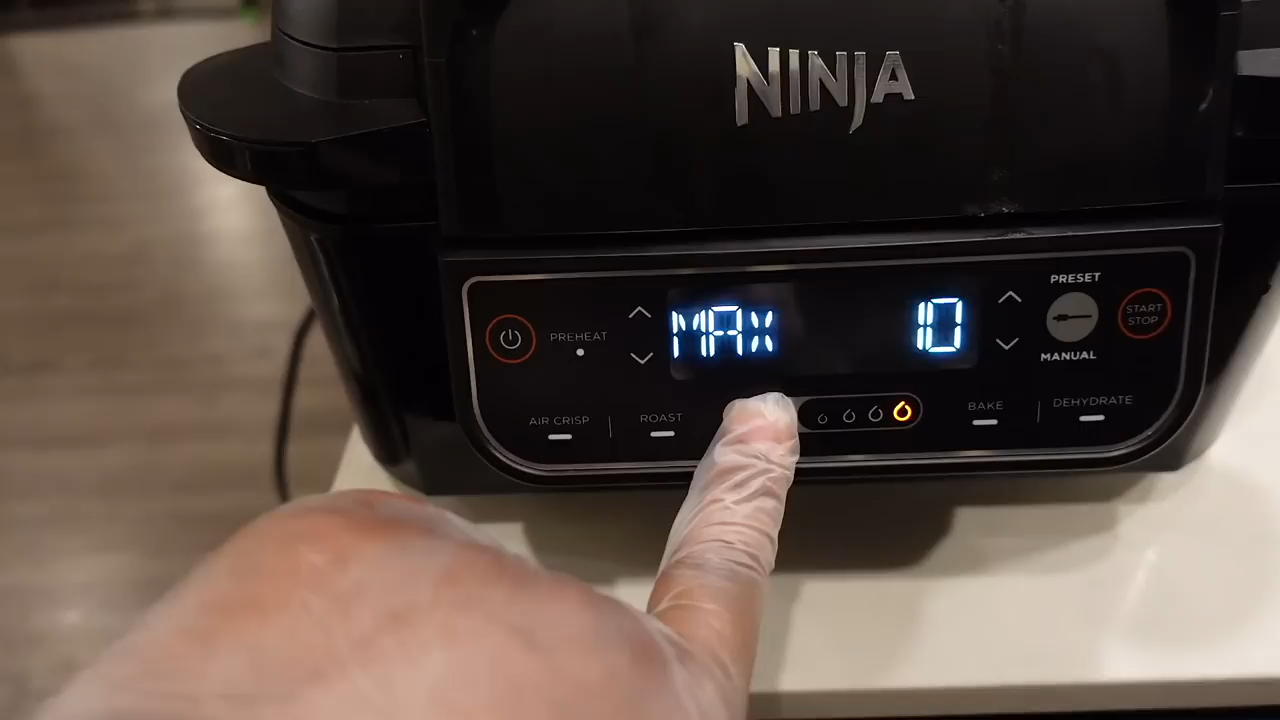 NINJA
PRESET
PREHEAT
MAX
10
START
STOP
MANUAL
AIR CRISP
ROAST
BAKE
DEHYDRATE